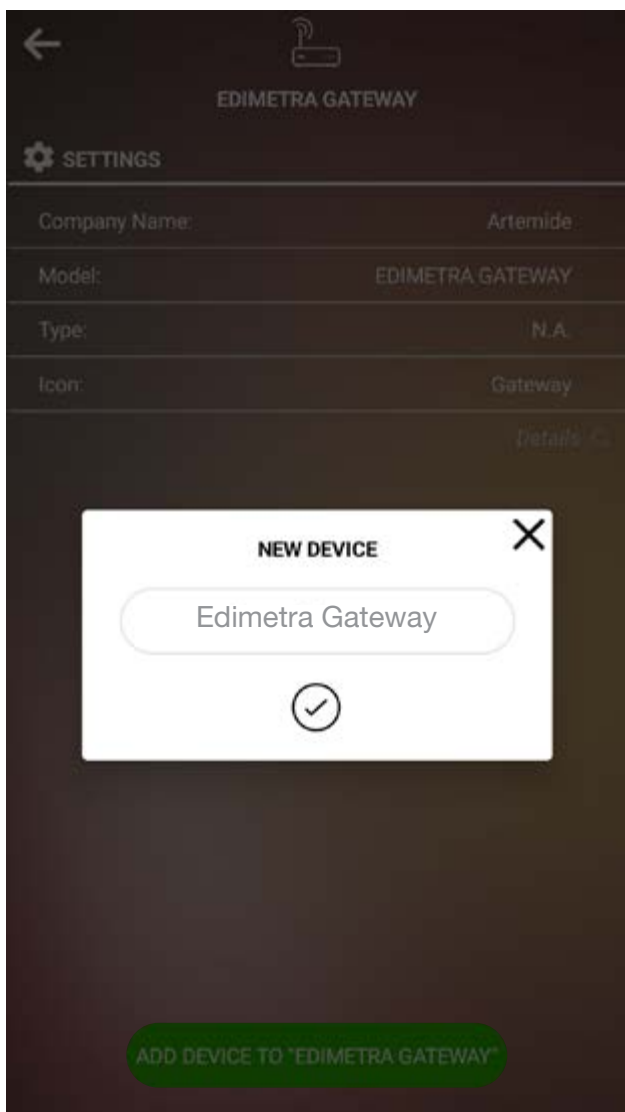 EDIMETRA GATEWAY
SETTINGS
Company Name: Artemide
Model: EDIMETRA GATEWAY
Type: N.A.
Icon: Gateway
Details
NEW DEVICE
Edimetra Gateway
ADD DEVICE TO "EDIMETRA GATEWAY"